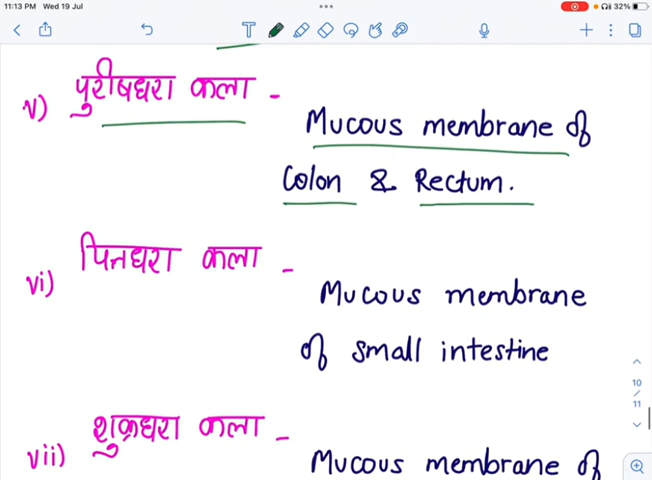 11:13 PM Wed 19 Jul
32%
v) पुरीषधरा कला - Mucous membrane of
Colon & Rectum.
vi) पित्तधरा कला - Mucous membrane
of small intestine
vii) शुक्रधरा कला - Mucous membrane of
10
/
11